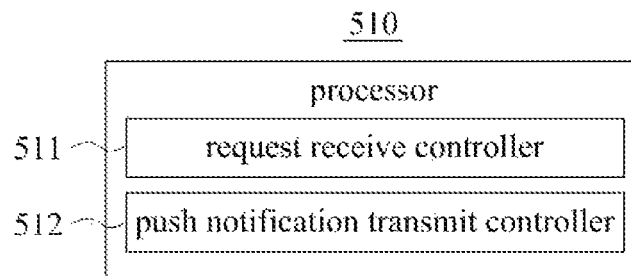 510
processor
511 request receive controller
512 push notification transmit controller